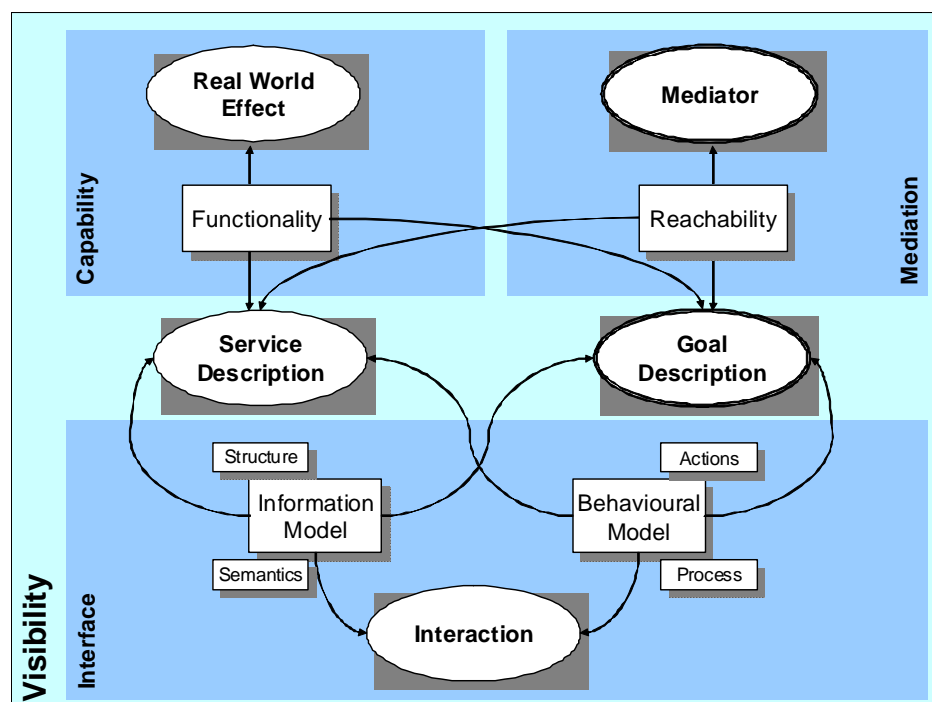 Real World
Effect
Mediator
Capability
Functionality
Reachability
Mediation
Service
Description
Goal
Description
Structure
Actions
Information
Model
Behavioural
Model
Semantics
Process
Interaction
Interface
Visibility